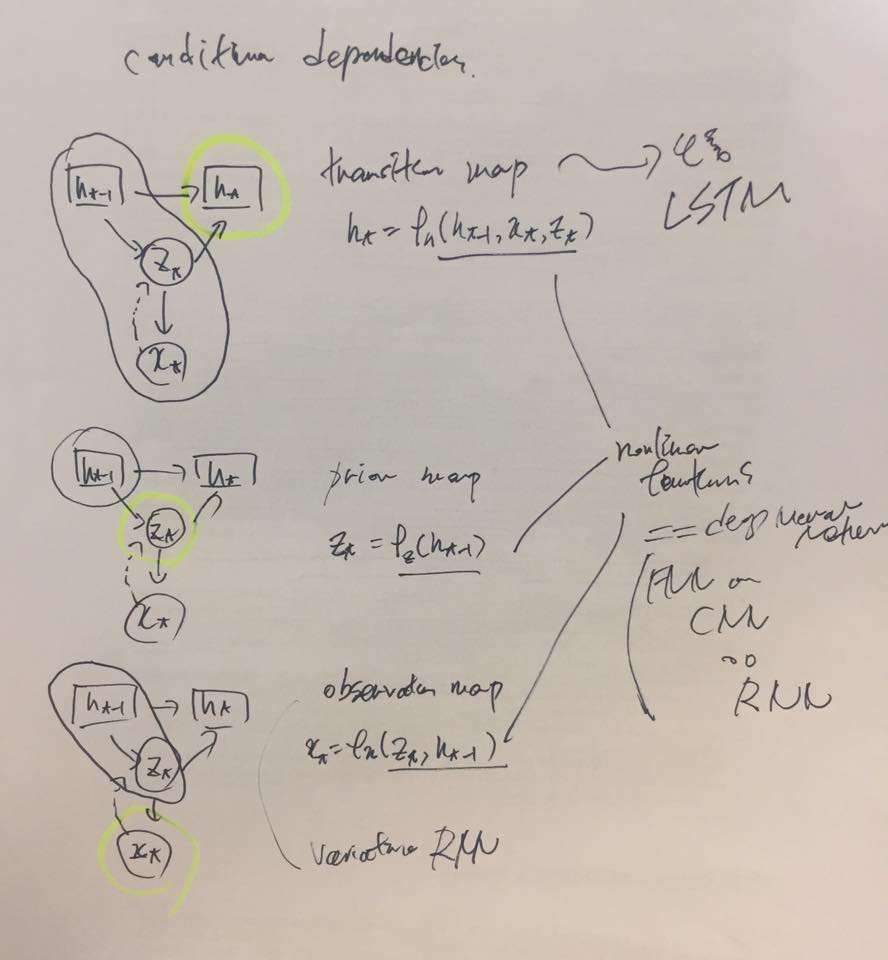 condition dependencies.
h_{t-1} h_t
z_t
x_t
transition map
LSTM
h_t = f_h(h_{t-1}, x_t, z_t)
h_{t-1} h_t
z_t
x_t
prior map
z_t = f_z(h_{t-1})
nonlinear
functions
== deep neural
network
FNN or
CNN
or
RNN
h_{t-1} h_t
z_t
x_t
observation map
x_t = f_x(z_t, h_{t-1})
variational RNN